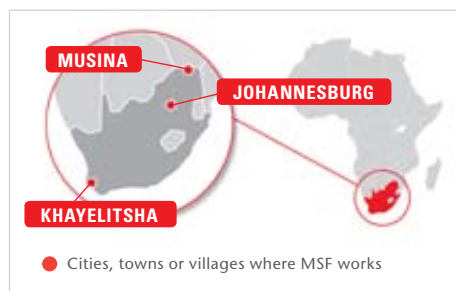 MUSINA
JOHANNESBURG
KHAYELITSHA
Cities, towns or villages where MSF works